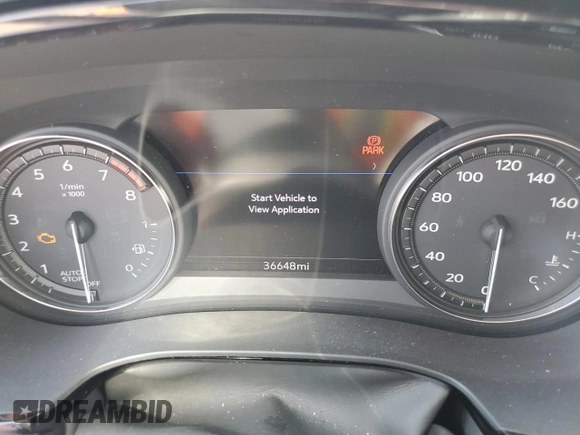 5 6 7
4
3
2
1
8
1/min
x 1000
1
AUTO
STOP OFF
PARK
Start Vehicle to
View Application
36648mi
120
100 140
80 160
60
40
20
0
H
C
DREAMBID